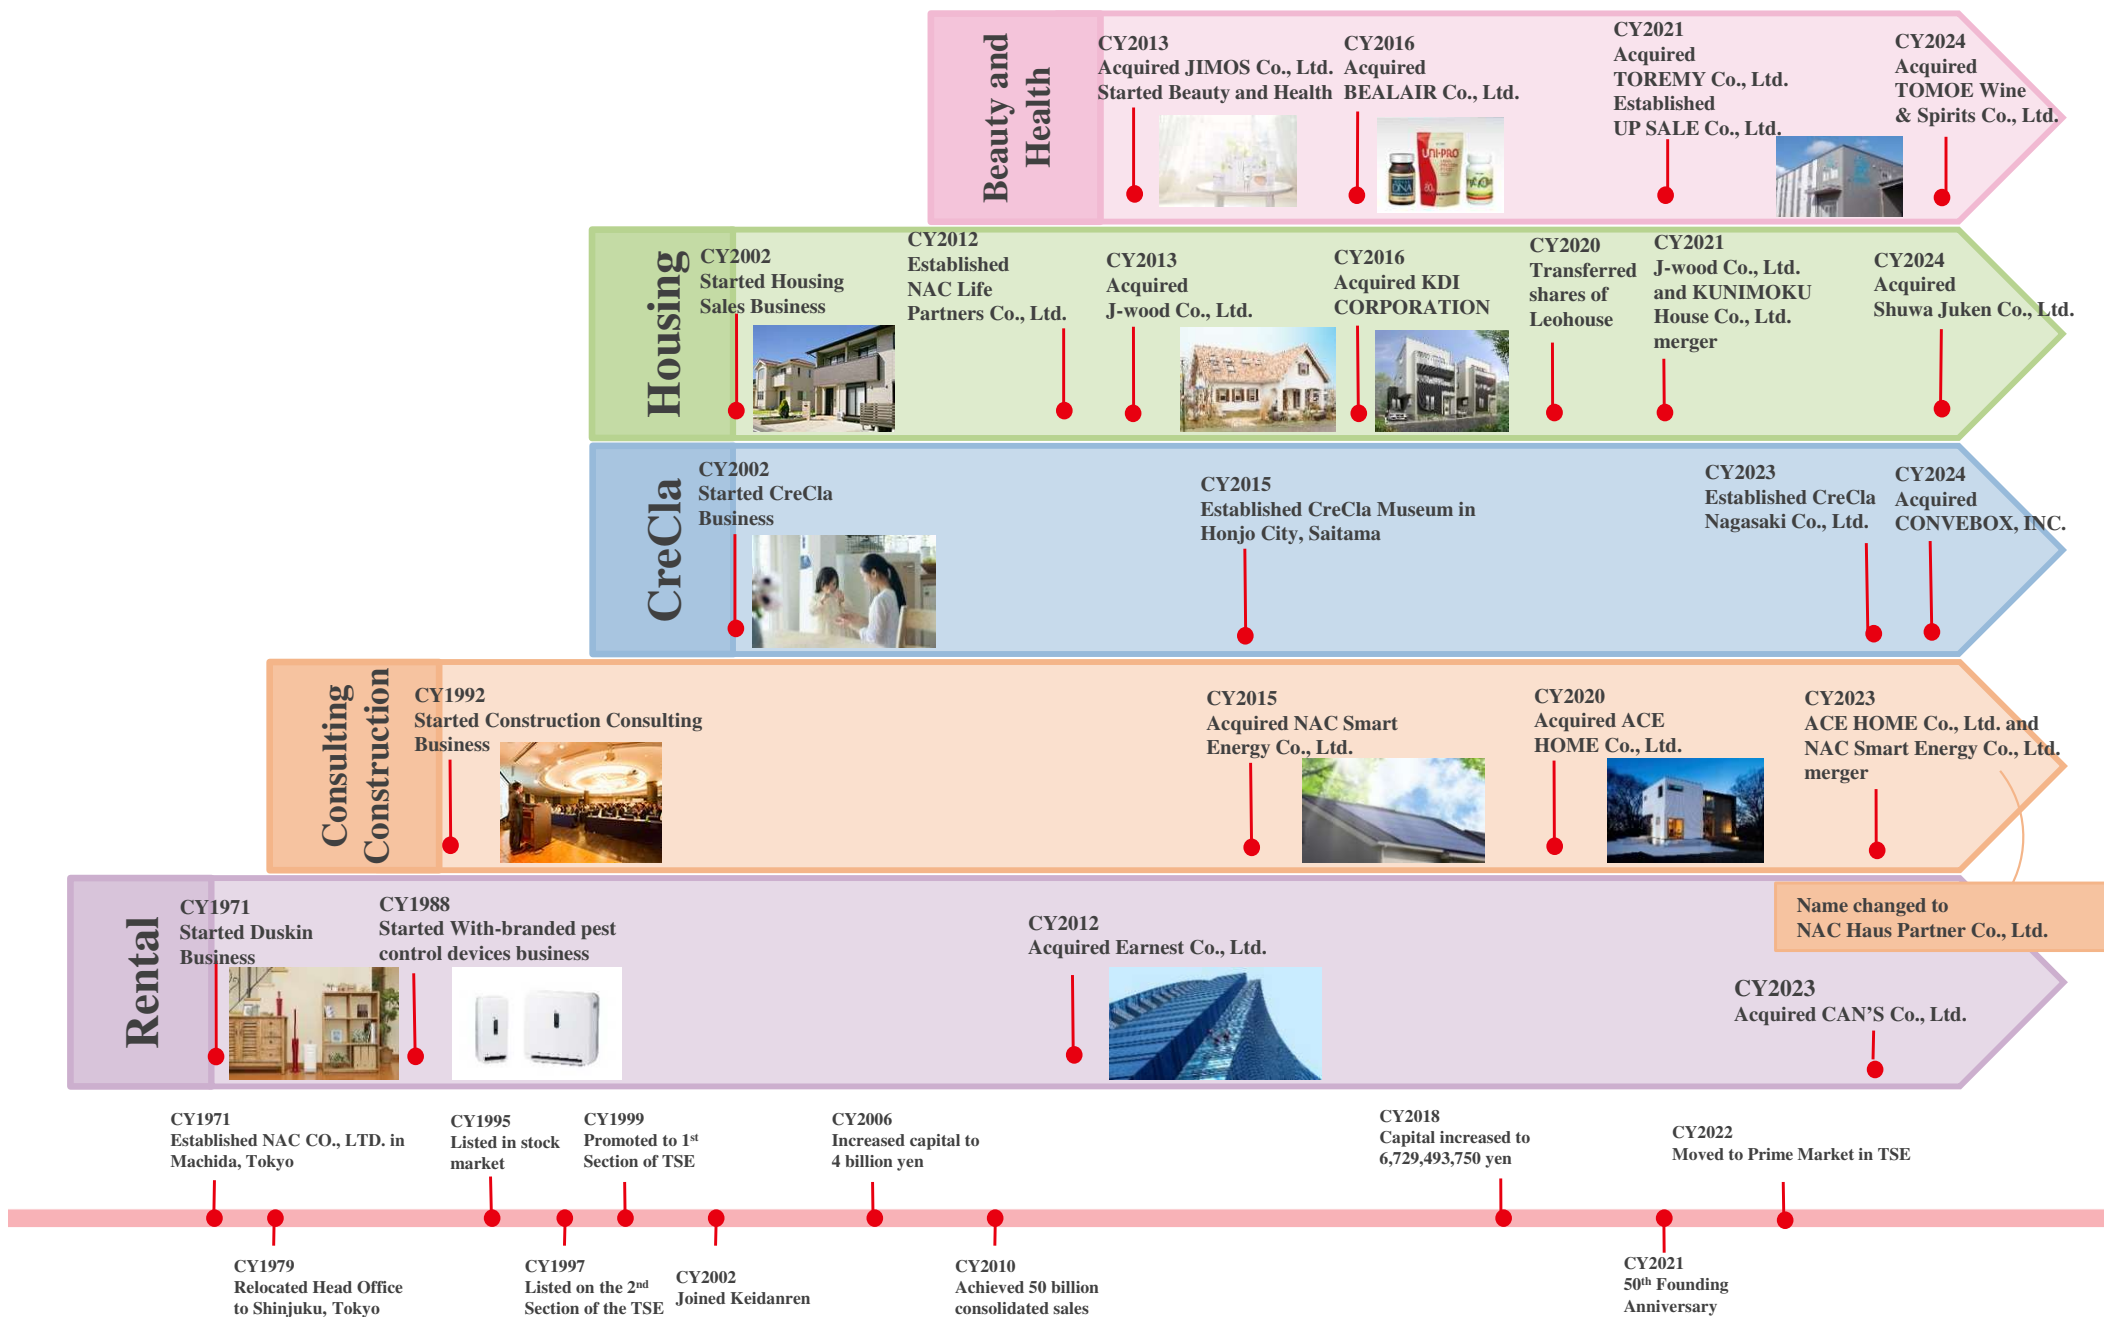 Beauty and
Health
CY2013
Acquired JIMOS Co., Ltd.
Started Beauty and Health
CY2016
Acquired
BEALAIR Co., Ltd.
UNI-PRO
DNA
CY2021
Acquired
TOREMY Co., Ltd.
Established
UP SALE Co., Ltd.
CY2024
Acquired
TOMOE Wine
& Spirits Co., Ltd.
Housing
CY2002
Started Housing
Sales Business
CY2012
Established
NAC Life
Partners Co., Ltd.
CY2013
Acquired
J-wood Co., Ltd.
CY2016
Acquired KDI
CORPORATION
CY2020
Transferred
shares of
Leohouse
CY2021
J-wood Co., Ltd.
and KUNIMOKU
House Co., Ltd.
merger
CY2024
Acquired
Shuwa Juken Co., Ltd.
CreCla
CY2002
Started CreCla
Business
CY2015
Established CreCla Museum in
Honjo City, Saitama
CY2023
Established CreCla
Nagasaki Co., Ltd.
CY2024
Acquired
CONVEBOX, INC.
Consulting
Construction
CY1992
Started Construction Consulting
Business
CY2015
Acquired NAC Smart
Energy Co., Ltd.
CY2020
Acquired ACE
HOME Co., Ltd.
CY2023
ACE HOME Co., Ltd. and
NAC Smart Energy Co., Ltd.
merger
Name changed to
NAC Haus Partner Co., Ltd.
Rental
CY1971
Started Duskin
Business
CY1988
Started With-branded pest
control devices business
CY2012
Acquired Earnest Co., Ltd.
CY2023
Acquired CAN'S Co., Ltd.
CY1971
Established NAC CO., LTD. in
Machida, Tokyo
CY1995
Listed in stock
market
CY1999
Promoted to 1st
Section of TSE
CY2006
Increased capital to
4 billion yen
CY2018
Capital increased to
6,729,493,750 yen
CY2022
Moved to Prime Market in TSE
CY1979
Relocated Head Office
to Shinjuku, Tokyo
CY1997
Listed on the 2nd
Section of the TSE
CY2002
Joined Keidanren
CY2010
Achieved 50 billion
consolidated sales
CY2021
50th Founding
Anniversary